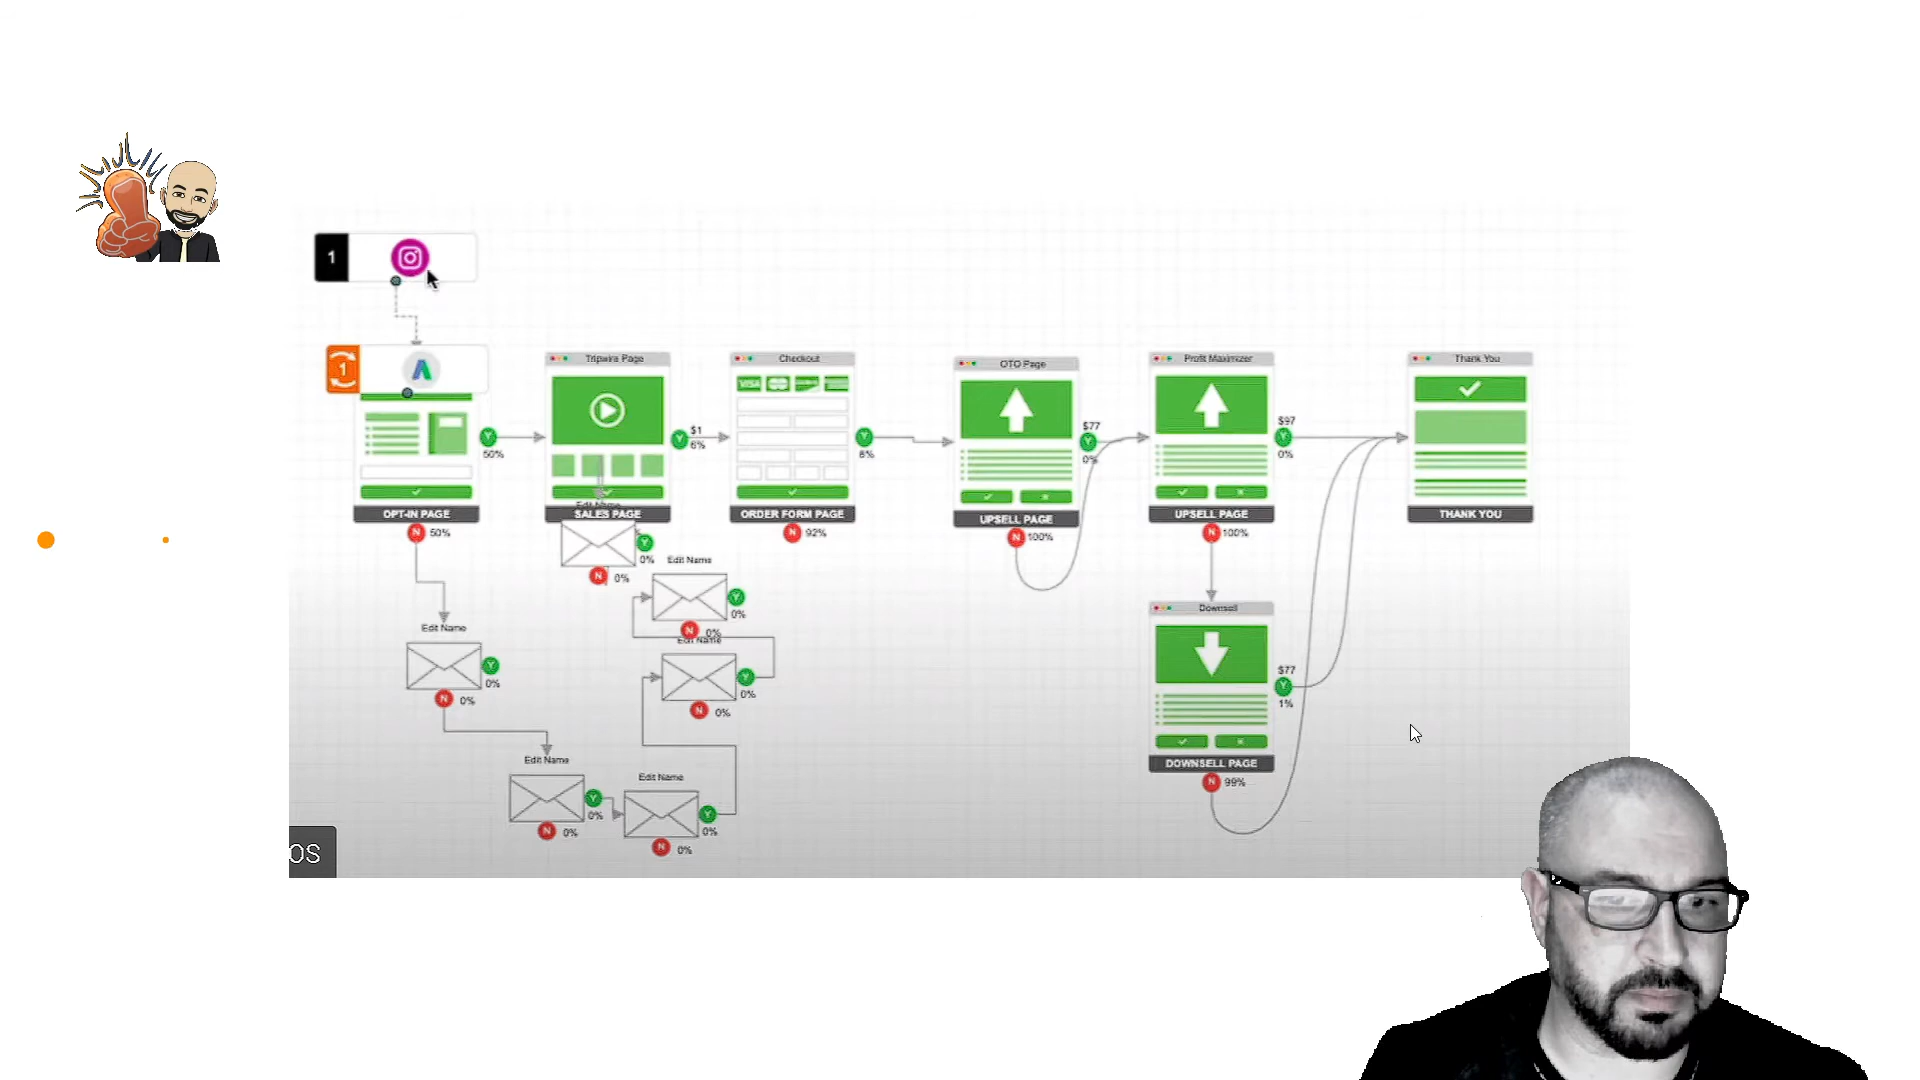 1
1
Tripwire Page
Checkout
OTO Page
Profit Maximizer
Thank You
VISA
Y
50%
Y
$1
6%
Y
8%
$77
Y
0%
$97
Y
0%
OPT-IN PAGE
SALES PAGE
ORDER FORM PAGE
UPSELL PAGE
UPSELL PAGE
THANK YOU
N 50%
N 92%
N 100%
N 100%
Y
0%
N 0%
Edit Name
Y
0%
N 0%
Edit Name
Edit Name
Y
0%
N 0%
Y
0%
N 0%
Edit Name
Y
0%
N 0%
Edit Name
Y
0%
N 0%
Downsell
$77
Y
1%
DOWNSELL PAGE
N 99%
OS